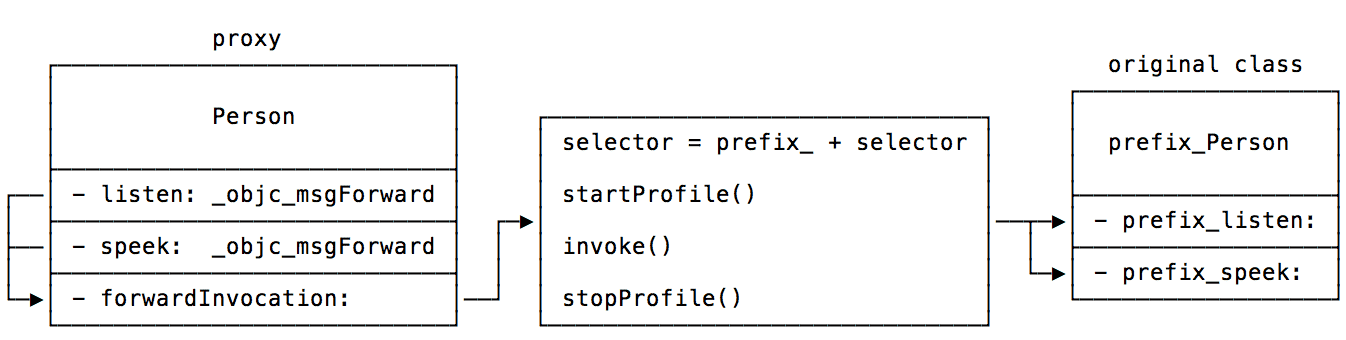 proxy
Person
- listen: _objc_msgForward
- speek:  _objc_msgForward
- forwardInvocation:
selector = prefix_ + selector
startProfile()
invoke()
stopProfile()
original class
prefix_Person
- prefix_listen:
- prefix_speek: